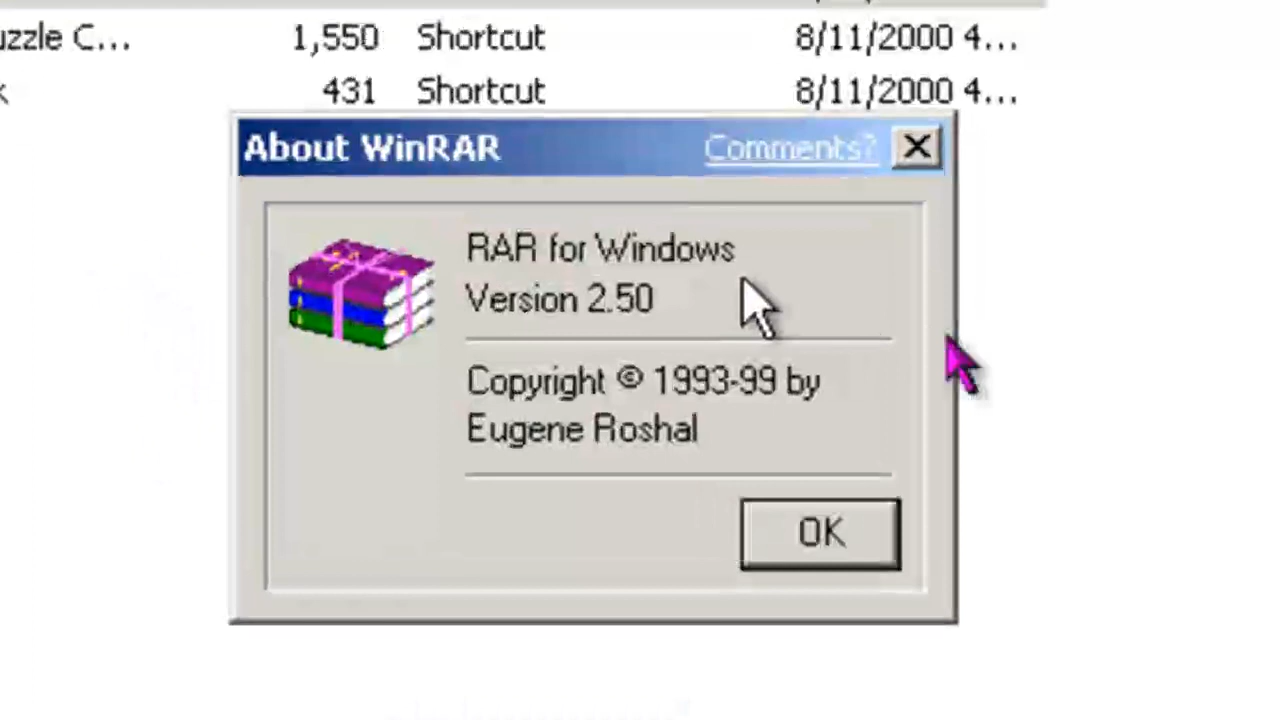 uzzle C... 1,550 Shortcut 8/11/2000 4...
431 Shortcut 8/11/2000 4...
About WinRAR Comments?
RAR for Windows
Version 2.50
Copyright © 1993-99 by
Eugene Roshal
OK